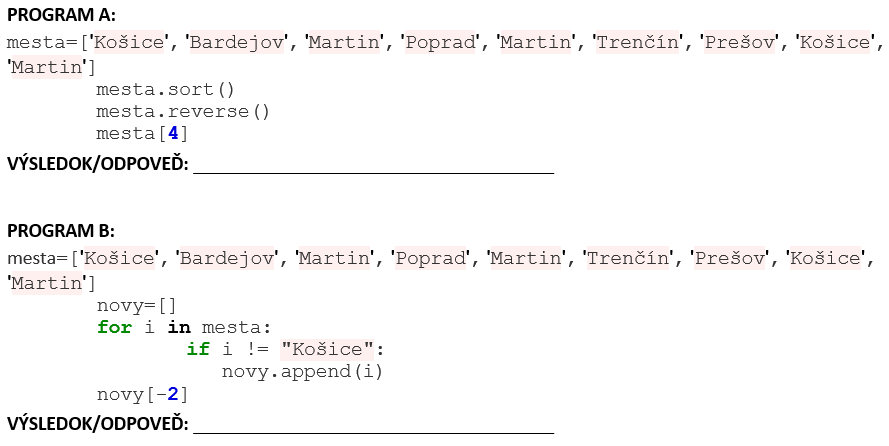 PROGRAM A:
mesta=['Košice', 'Bardejov', 'Martin', 'Poprad', 'Martin', 'Trenčín', 'Prešov', 'Košice',
'Martin']
mesta.sort()
mesta.reverse()
mesta[4]
VÝSLEDOK/ODPOVEĎ: ____________________________________
PROGRAM B:
mesta=['Košice', 'Bardejov', 'Martin', 'Poprad', 'Martin', 'Trenčín', 'Prešov', 'Košice',
'Martin']
novy=[]
for i in mesta:
if i != "Košice":
novy.append(i)
novy[-2]
VÝSLEDOK/ODPOVEĎ: ____________________________________